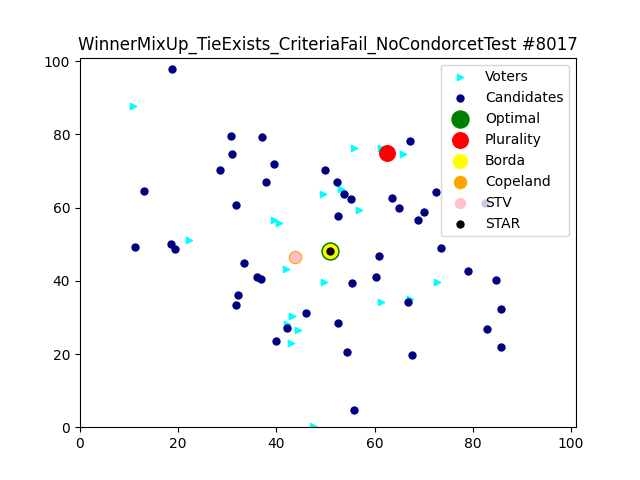 WinnerMixUp_TieExists_CriteriaFail_NoCondorcetTest #8017
100
80
60
40
20
0
0 20 40 60 80 100
Voters
Candidates
Optimal
Plurality
Borda
Copeland
STV
STAR